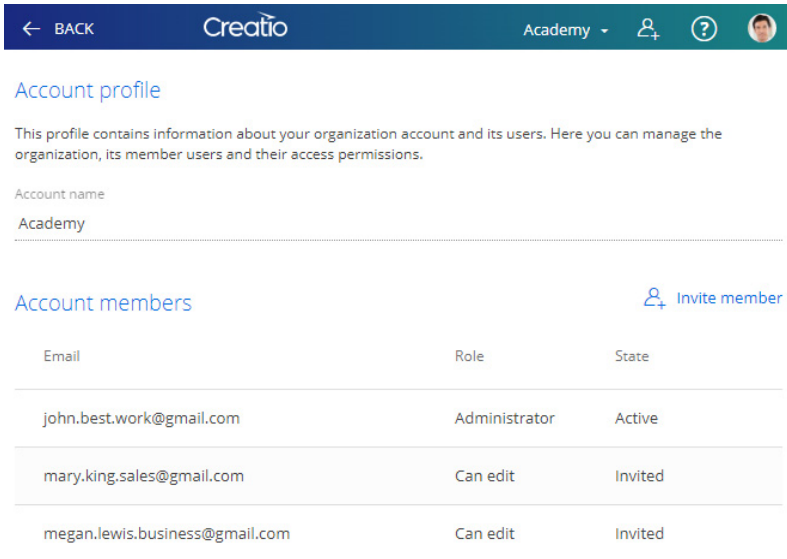 BACK Creatio Academy
Account profile
This profile contains information about your organization account and its users. Here you can manage the
organization, its member users and their access permissions.
Account name
Academy
Account members Invite member
Email Role State
john.best.work@gmail.com Administrator Active
mary.king.sales@gmail.com Can edit Invited
megan.lewis.business@gmail.com Can edit Invited